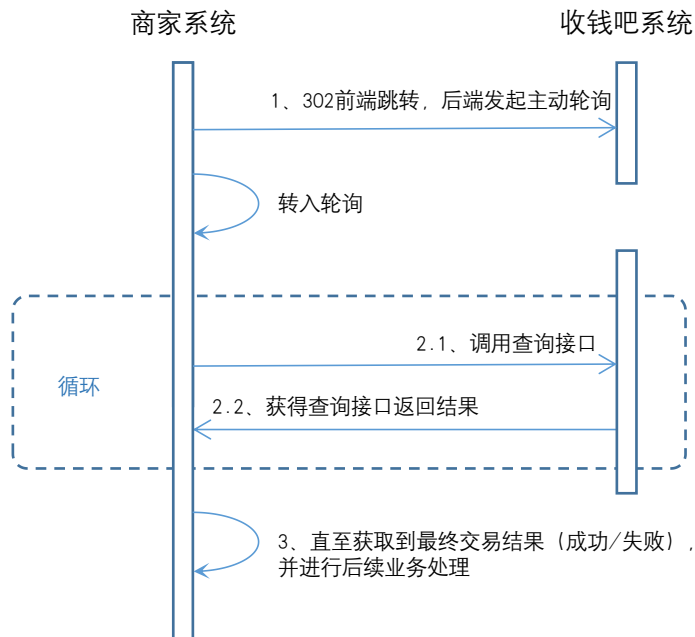 商家系统
收钱吧系统
1、302前端跳转，后端发起主动轮询
转入轮询
2.1、调用查询接口
循环
2.2、获得查询接口返回结果
3、直至获取到最终交易结果（成功/失败），
并进行后续业务处理